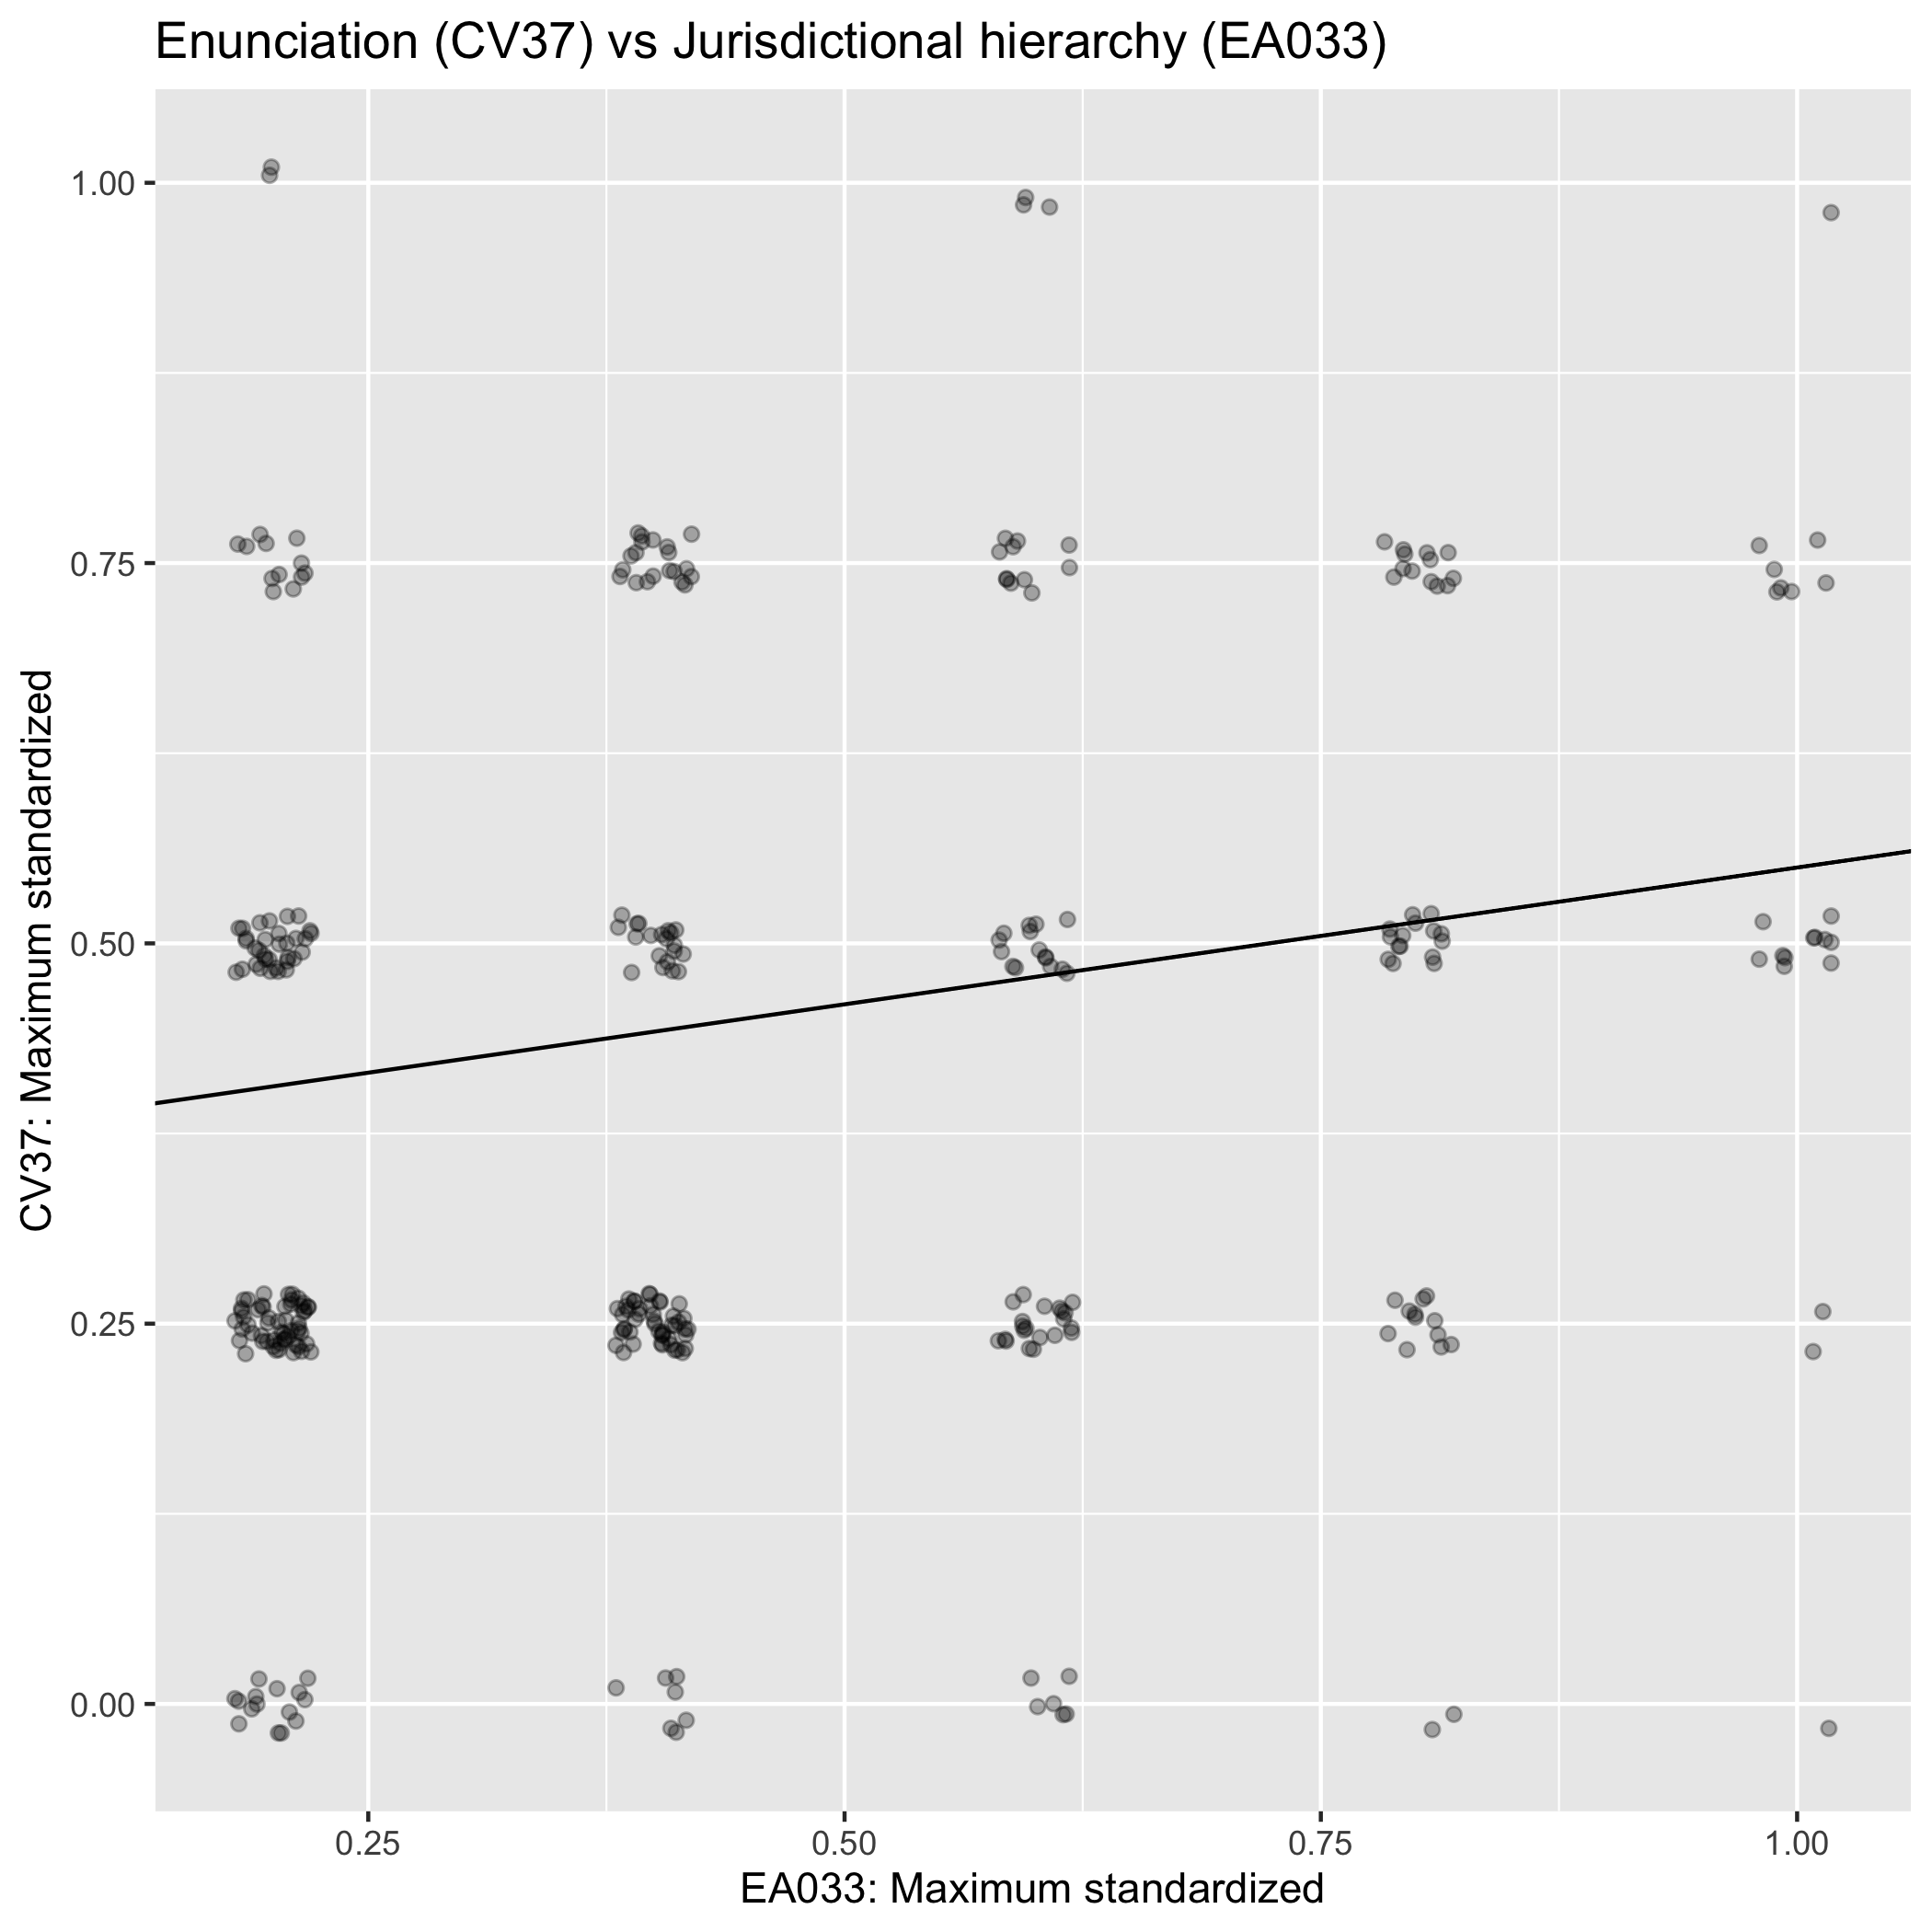 Enunciation (CV37) vs Jurisdictional hierarchy (EA033)
CV37: Maximum standardized
1.00
0.75
0.50
0.25
0.00
0.25 0.50 0.75 1.00
EA033: Maximum standardized